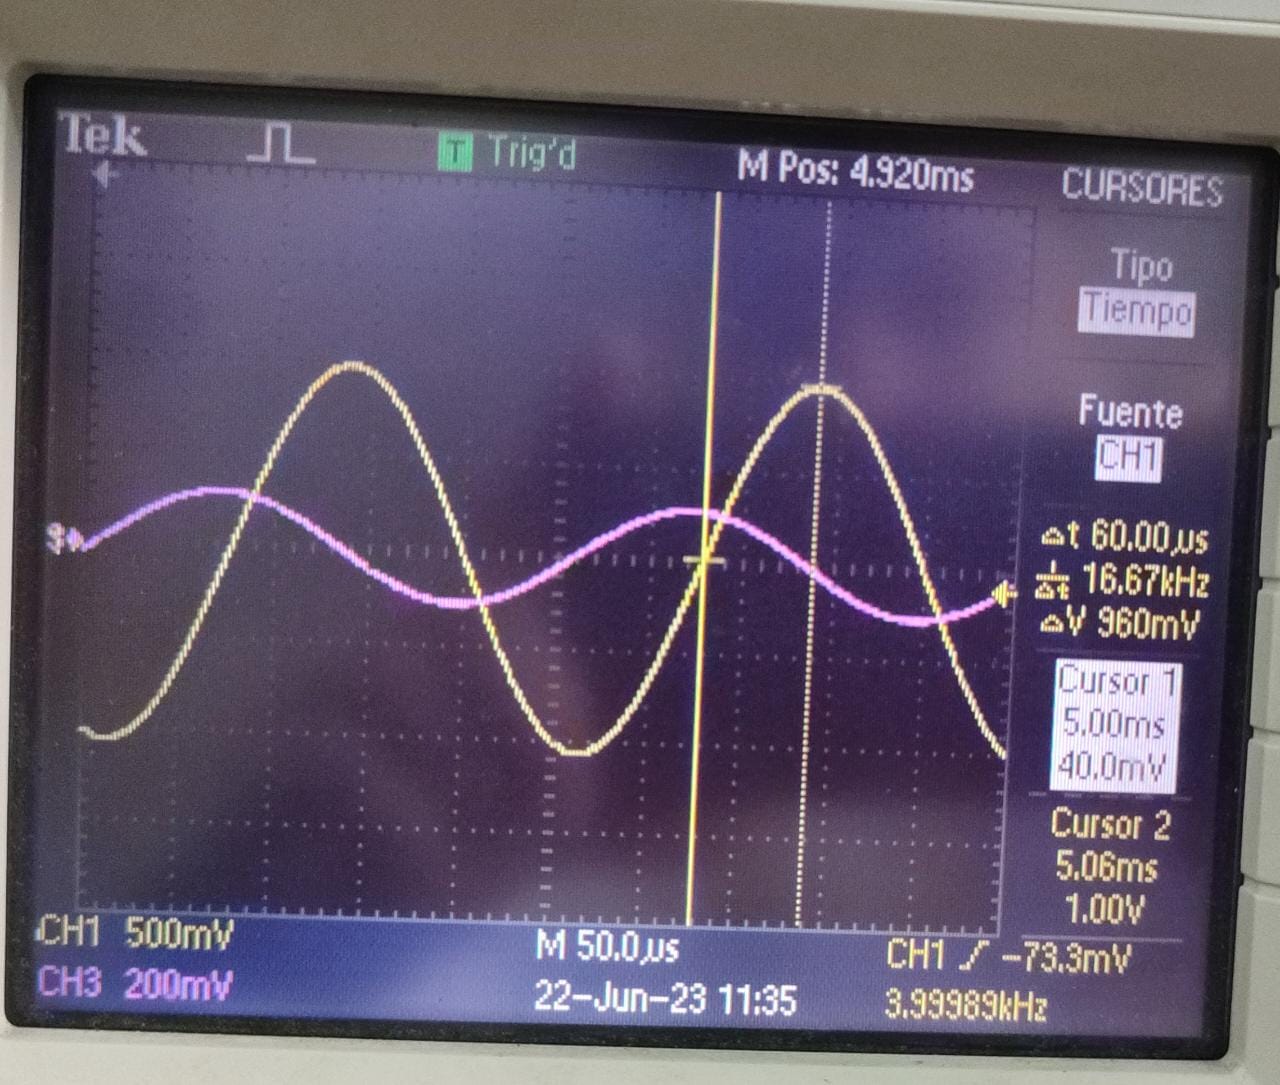 Tek T Trig'd M Pos: 4.920ms CURSORES
Tipo
Tiempo
Fuente
CH1
Δt 60.00µs
1/Δt 16.67kHz
ΔV 960mV
Cursor 1
5.00ms
40.0mV
Cursor 2
5.06ms
1.00V
CH1 500mV M 50.0µs CH1 -73.3mV
CH3 200mV 22-Jun-23 11:35 3.99989kHz